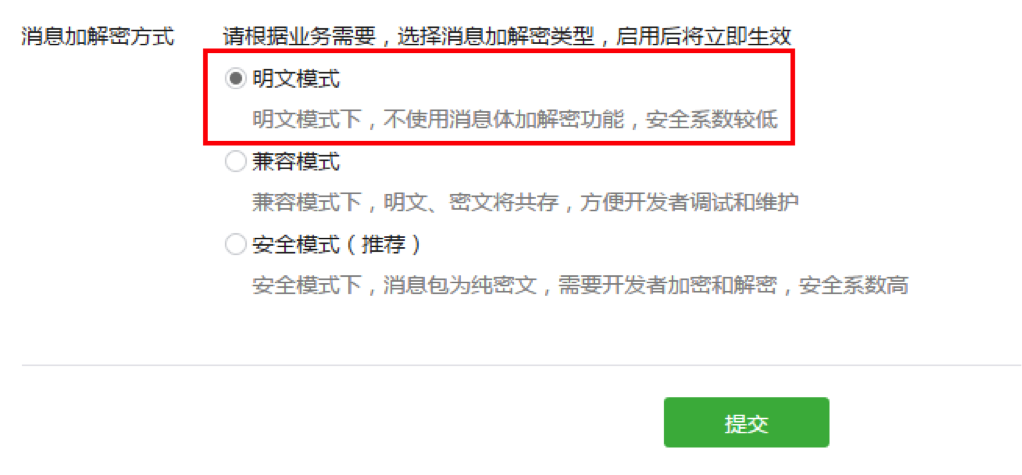 消息加解密方式 请根据业务需要，选择消息加解密类型，启用后将立即生效
明文模式
明文模式下，不使用消息体加解密功能，安全系数较低
兼容模式
兼容模式下，明文、密文将共存，方便开发者调试和维护
安全模式（推荐）
安全模式下，消息包为纯密文，需要开发者加密和解密，安全系数高
提交